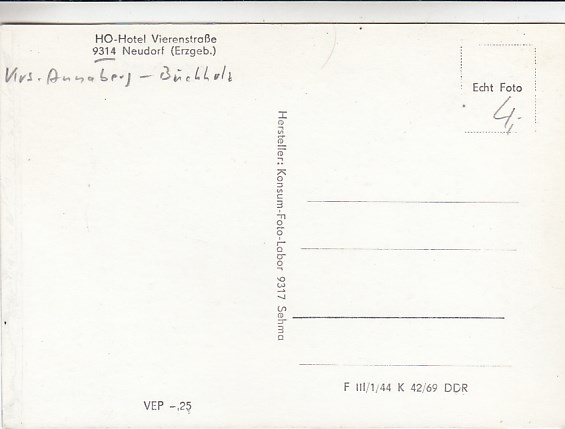 HO-Hotel Vierenstraße
9314 Neudorf (Erzgeb.)
Krs. Annaberg - Buchholz
Echt Foto
4,-
Hersteller: Konsum-Foto-Labor 9317 Sehma
F III/1/44 K 42/69 DDR
VEP -,25